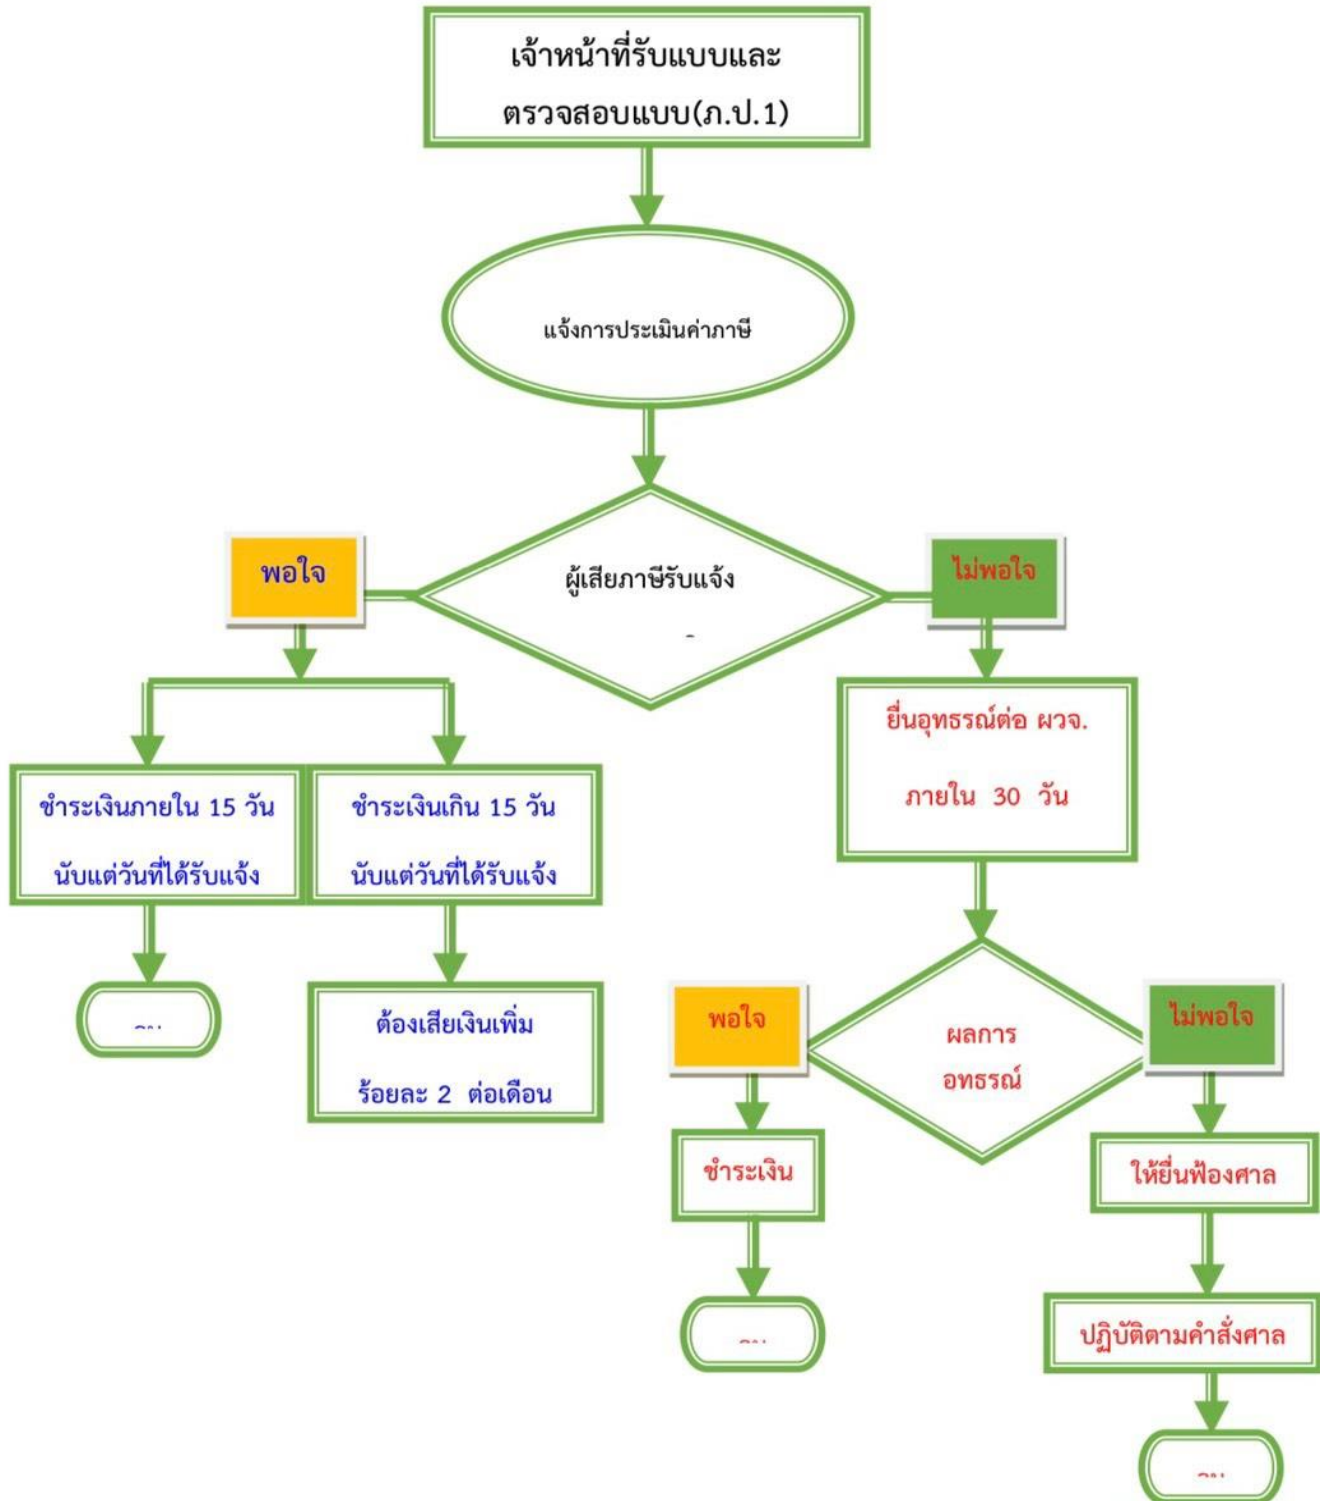 เจ้าหน้าที่รับแบบและ
ตรวจสอบแบบ(ภ.ป.1)
แจ้งการประเมินค่าภาษี
พอใจ
ผู้เสียภาษีรับแจ้ง
ไม่พอใจ
ยื่นอุทธรณ์ต่อ ผวจ.
ภายใน 30 วัน
ชำระเงินภายใน 15 วัน
นับแต่วันที่ได้รับแจ้ง
ชำระเงินเกิน 15 วัน
นับแต่วันที่ได้รับแจ้ง
ต้องเสียเงินเพิ่ม
ร้อยละ 2 ต่อเดือน
พอใจ
ผลการ
อทธรณ์
ไม่พอใจ
ชำระเงิน
ให้ยื่นฟ้องศาล
ปฏิบัติตามคำสั่งศาล